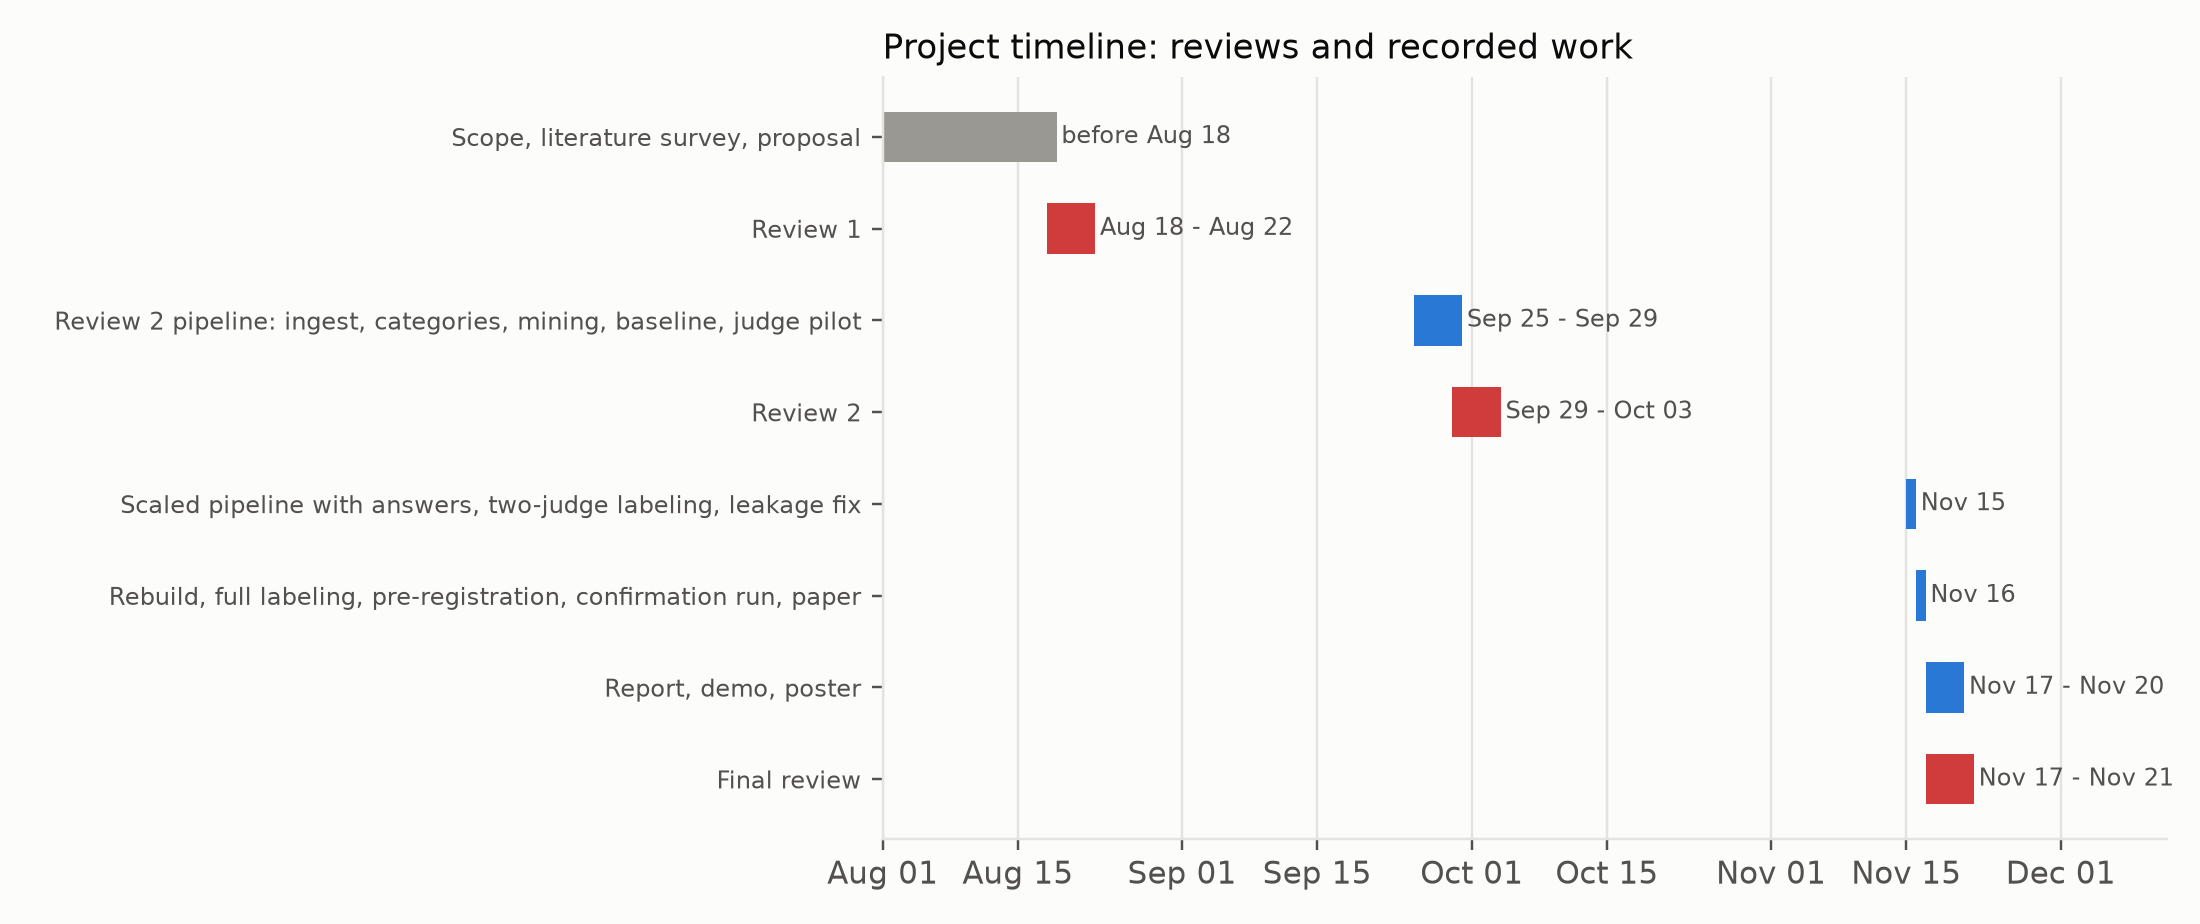 Project timeline: reviews and recorded work
Scope, literature survey, proposal
before Aug 18
Review 1
Aug 18 - Aug 22
Review 2 pipeline: ingest, categories, mining, baseline, judge pilot
Sep 25 - Sep 29
Review 2
Sep 29 - Oct 03
Scaled pipeline with answers, two-judge labeling, leakage fix
Nov 15
Rebuild, full labeling, pre-registration, confirmation run, paper
Nov 16
Report, demo, poster
Nov 17 - Nov 20
Final review
Nov 17 - Nov 21
Aug 01 Aug 15 Sep 01 Sep 15 Oct 01 Oct 15 Nov 01 Nov 15 Dec 01